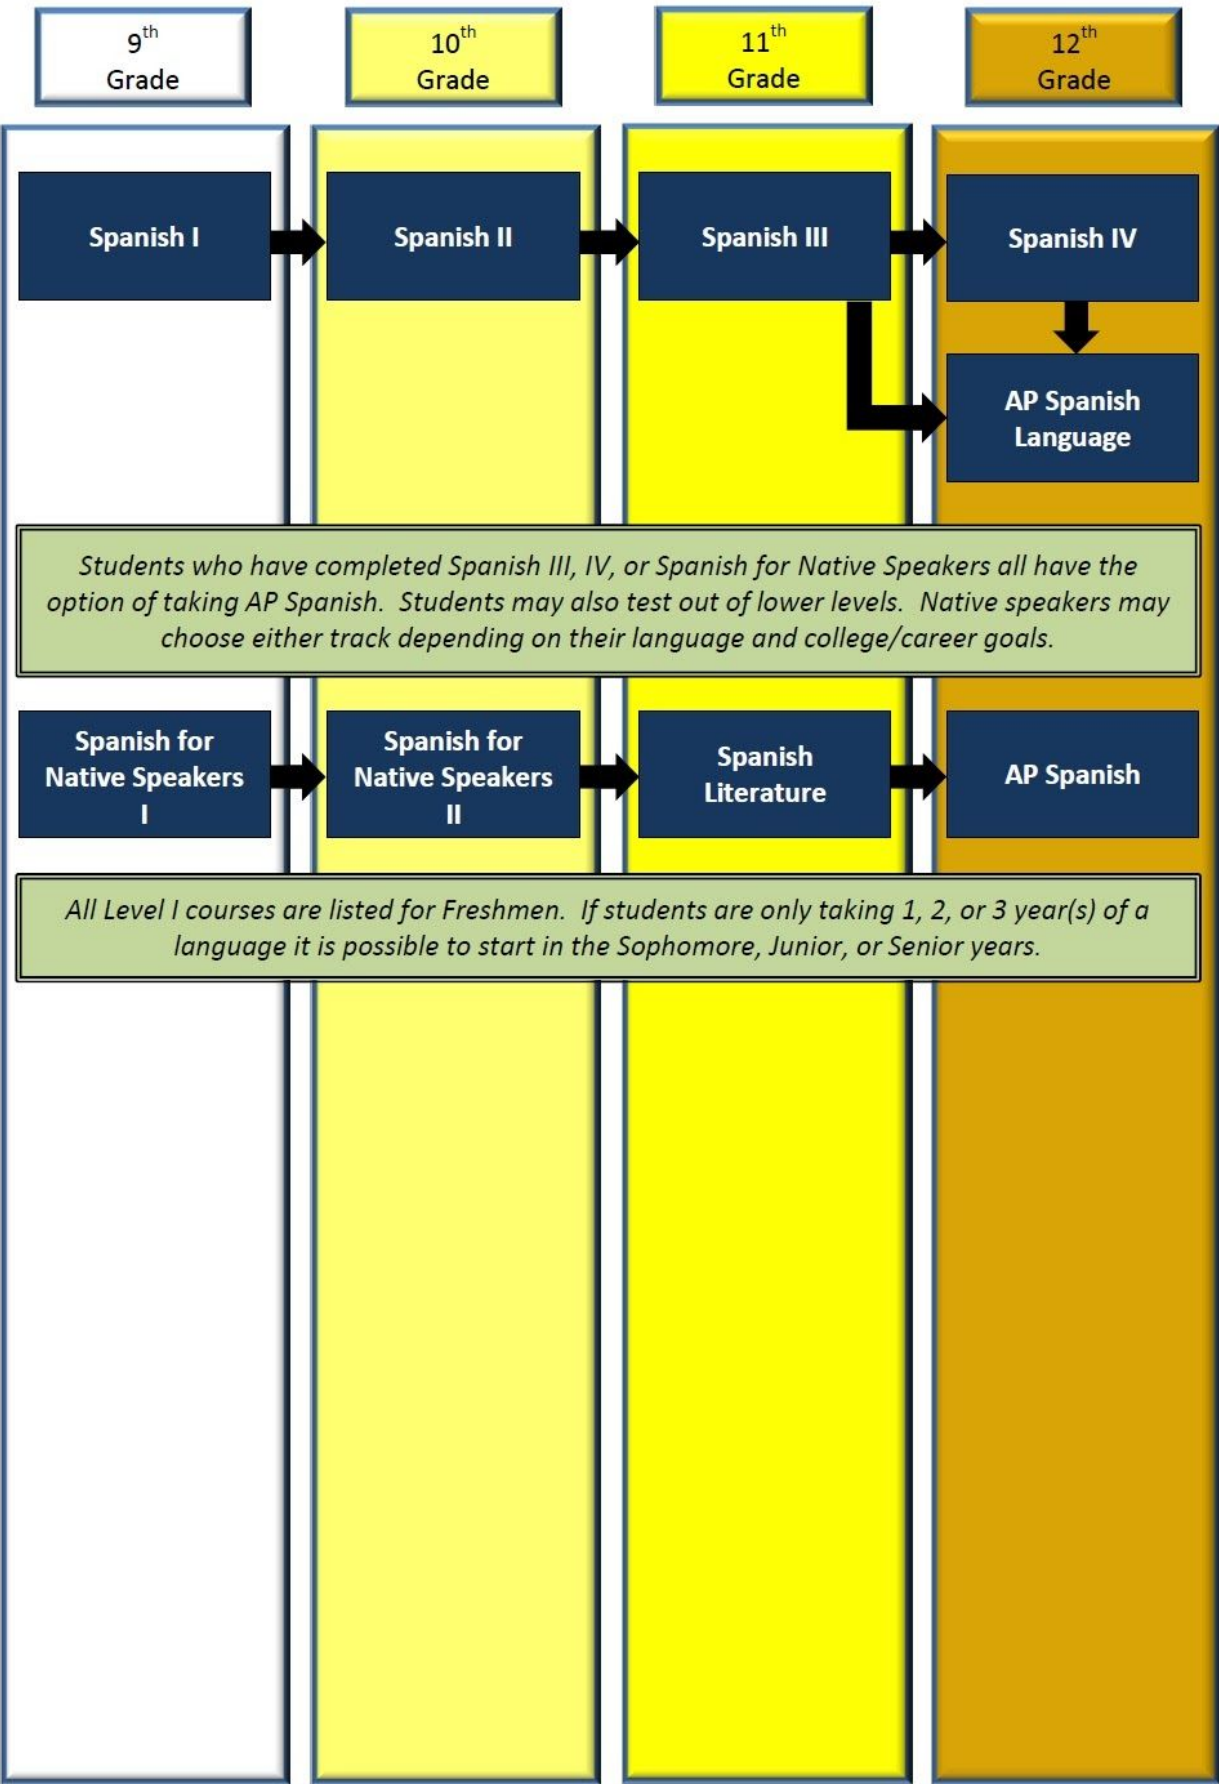 9th
Grade
10th
Grade
11th
Grade
12th
Grade
Spanish I
Spanish II
Spanish III
Spanish IV
AP Spanish
Language
Students who have completed Spanish III, IV, or Spanish for Native Speakers all have the
option of taking AP Spanish.  Students may also test out of lower levels.  Native speakers may
choose either track depending on their language and college/career goals.
Spanish for
Native Speakers
I
Spanish for
Native Speakers
II
Spanish
Literature
AP Spanish
All Level I courses are listed for Freshmen.  If students are only taking 1, 2, or 3 year(s) of a
language it is possible to start in the Sophomore, Junior, or Senior years.